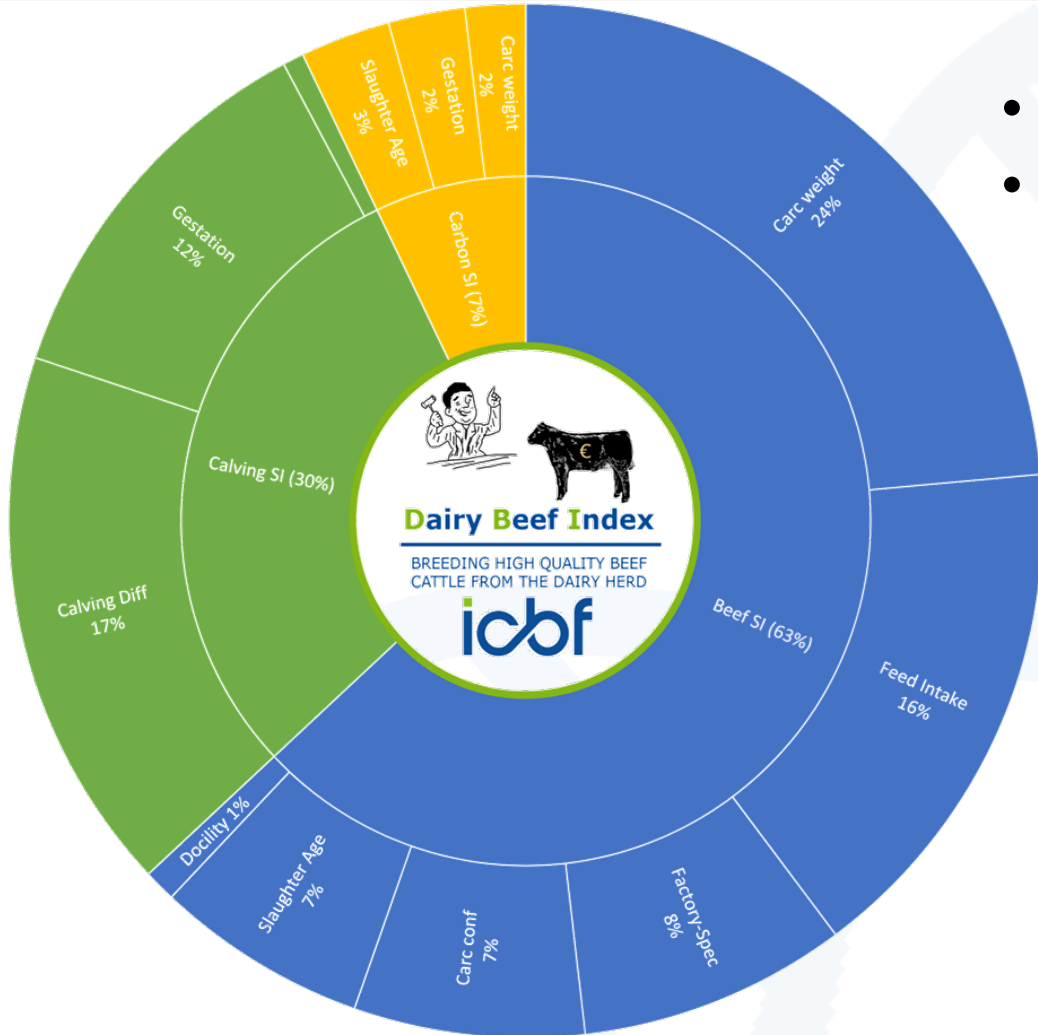 Carc weight
24%
Feed Intake
16%
Factory-Spec
8%
Carc conf
7%
Slaughter Age
7%
Docility 1%
Calving Diff
17%
Gestation
12%
Slaughter Age
3%
Gestation
2%
Carc weight
2%
Beef SI (63%)
Calving SI (30%)
Carbon SI (7%)
€
Dairy Beef Index
BREEDING HIGH QUALITY BEEF
CATTLE FROM THE DAIRY HERD
icbf